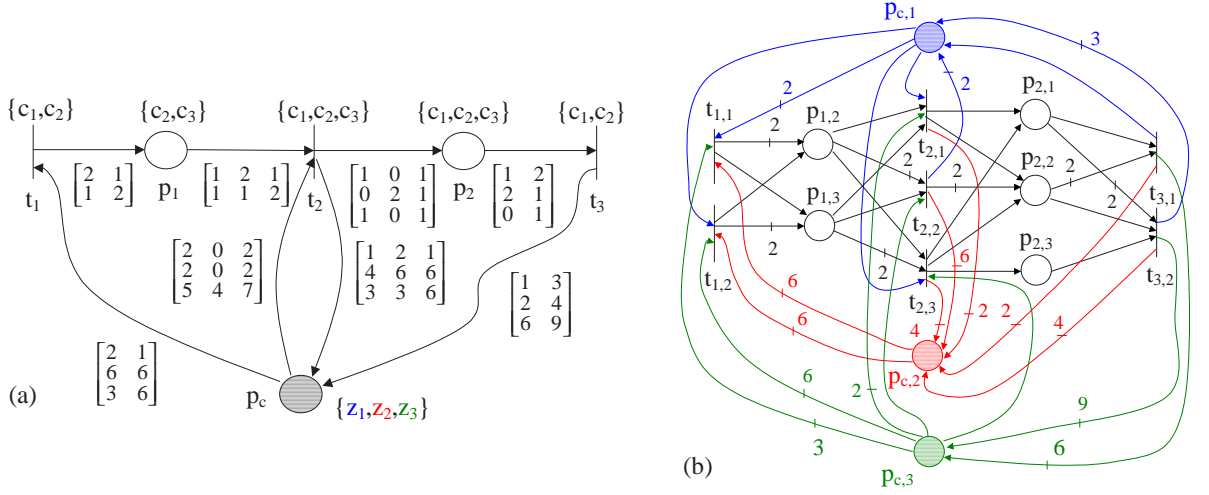 {c1,c2} {c2,c3} {c1,c2,c3} {c1,c2,c3} {c1,c2}
t1 p1 t2 p2 t3
[2 1
1 2]
[1 2 1
1 1 2]
[1 0 1
0 2 1
1 0 1]
[1 2
2 1
0 1]
[2 0 2
2 0 2
5 4 7]
[1 2 1
4 6 6
3 3 6]
[1 3
2 4
6 9]
[2 1
6 6
3 6]
(a)
pc
{z1,z2,z3}
pc,1
3
2
2
t1,1
p1,2
p2,1
2
t2,1
2
p2,2
2
2
t3,1
p1,3
2
t2,2
2
p2,3
2
6
t1,2
t2,3
t3,2
6
6
4
2
2
4
pc,2
6
2
9
3
6
pc,3
(b)